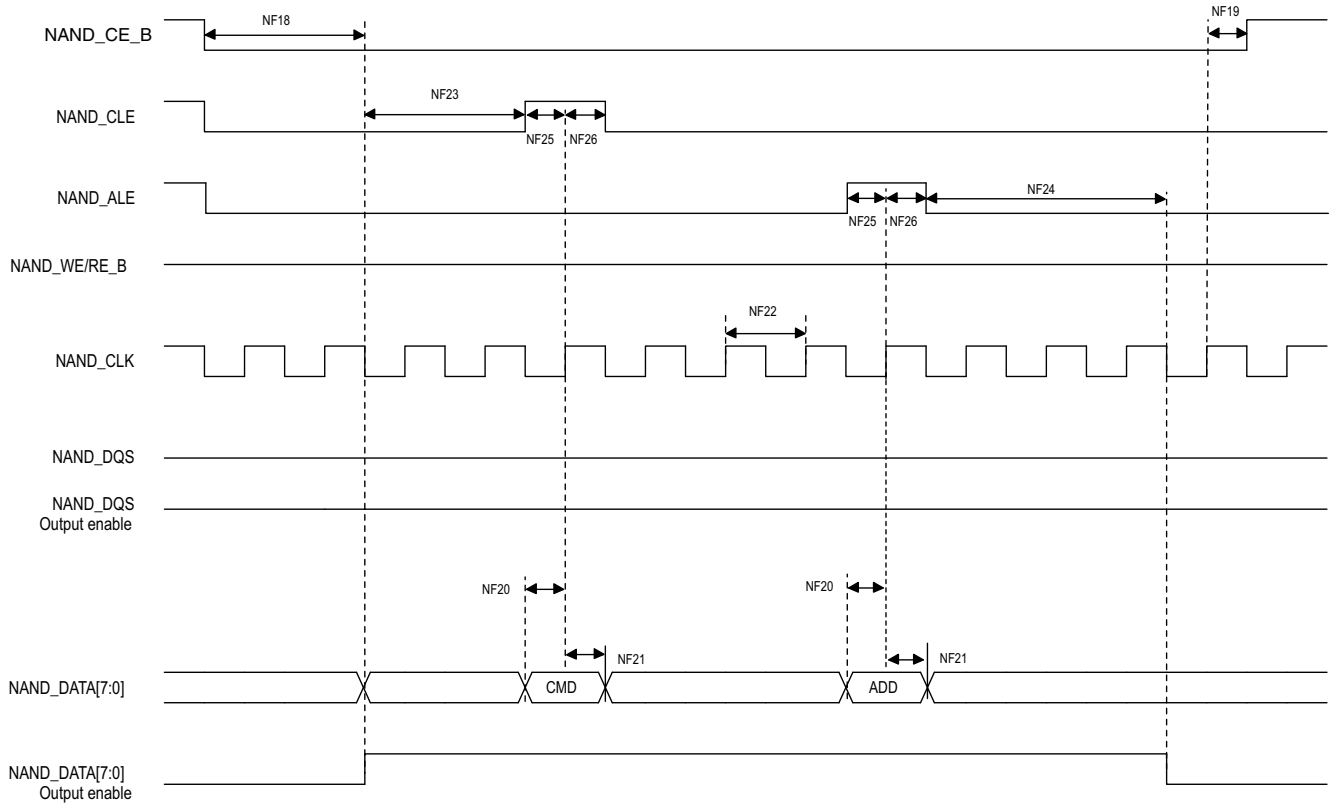 NF18
NF19
NAND_CE_B
NF23
NAND_CLE
NF25 NF26
NAND_ALE
NF24
NF25 NF26
NAND_WE/RE_B
NF22
NAND_CLK
NAND_DQS
NAND_DQS
Output enable
NF20
NF20
NF21
NF21
NAND_DATA[7:0]
CMD
ADD
NAND_DATA[7:0]
Output enable